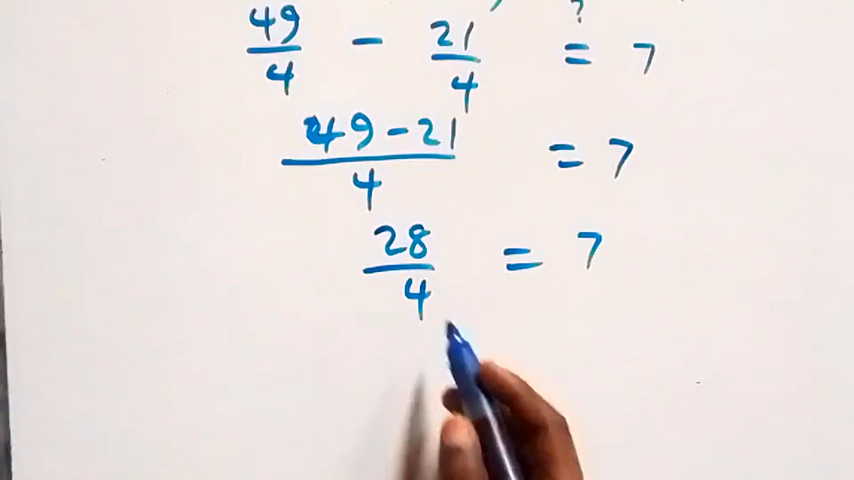 49/4 - 21/4 ?= 7
49-21/4 = 7
28/4 = 7